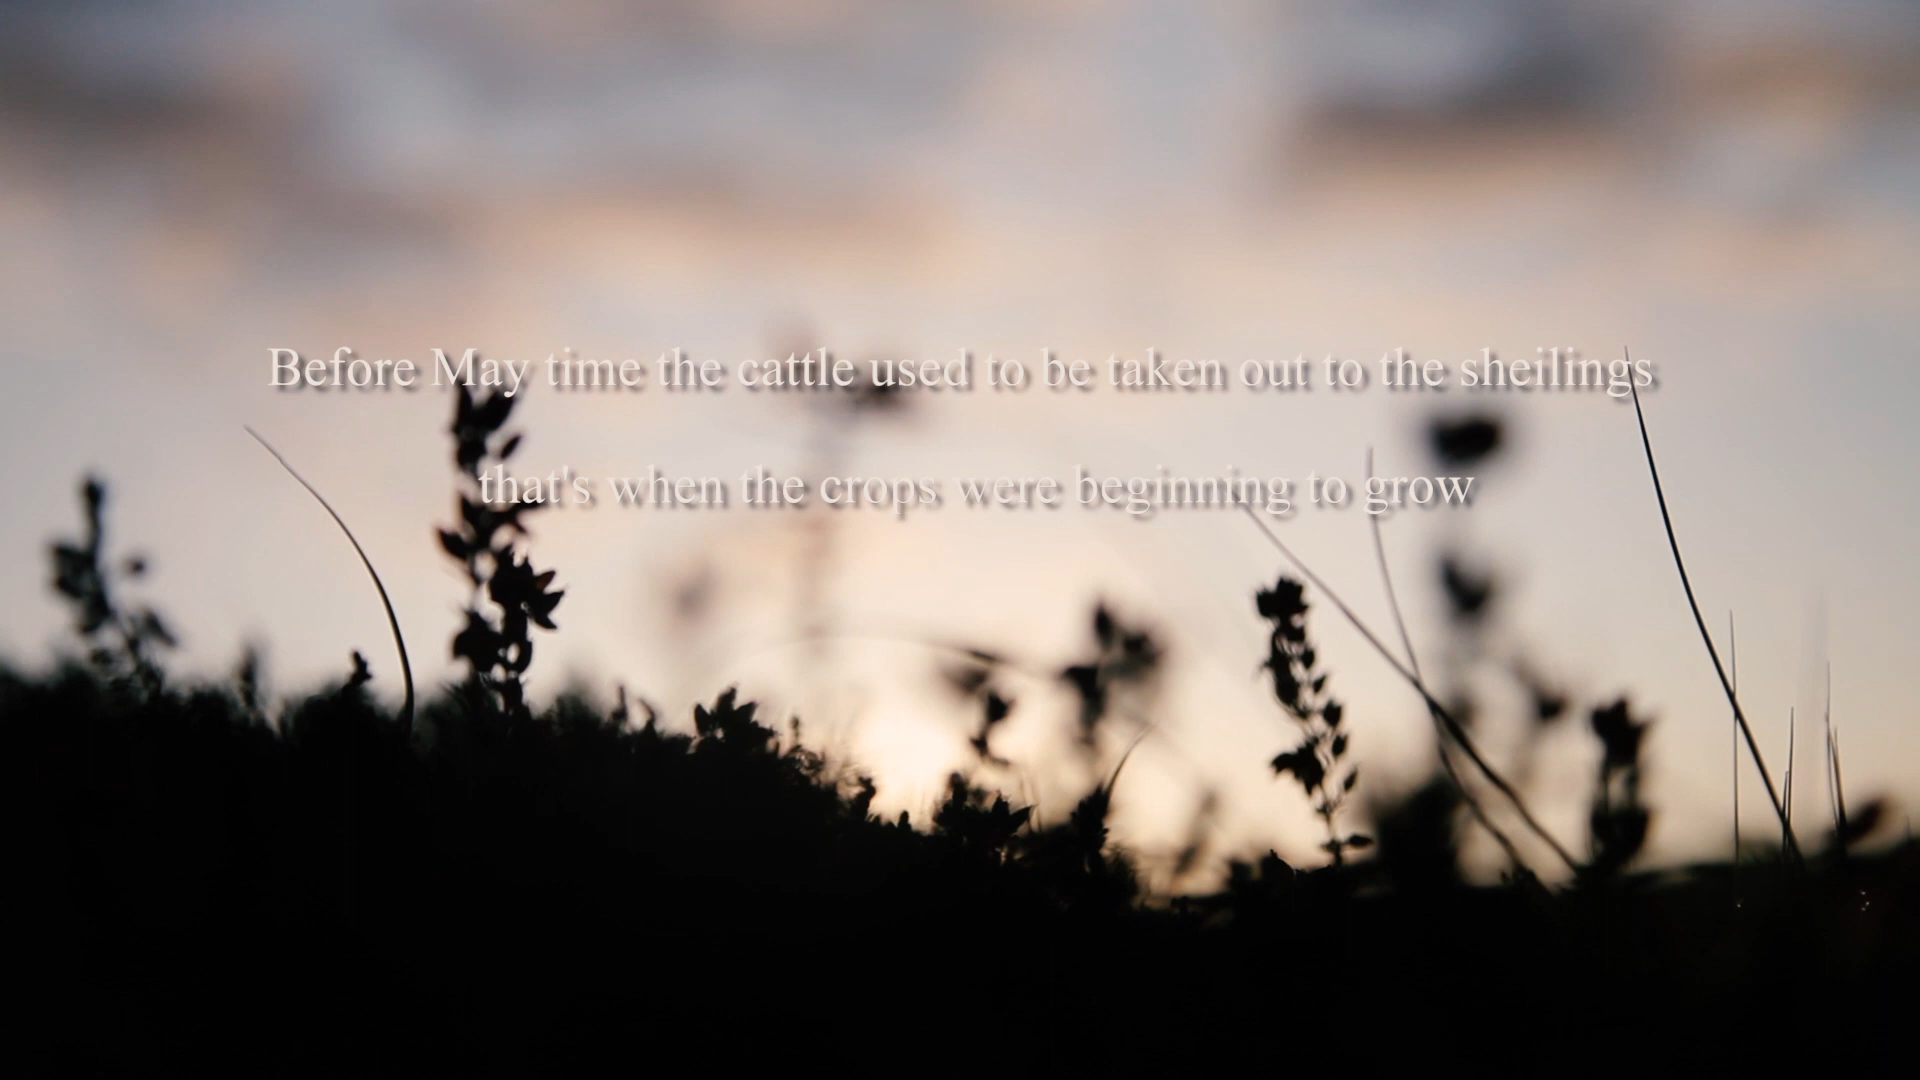 Before May time the cattle used to be taken out to the sheilings
that's when the crops were beginning to grow